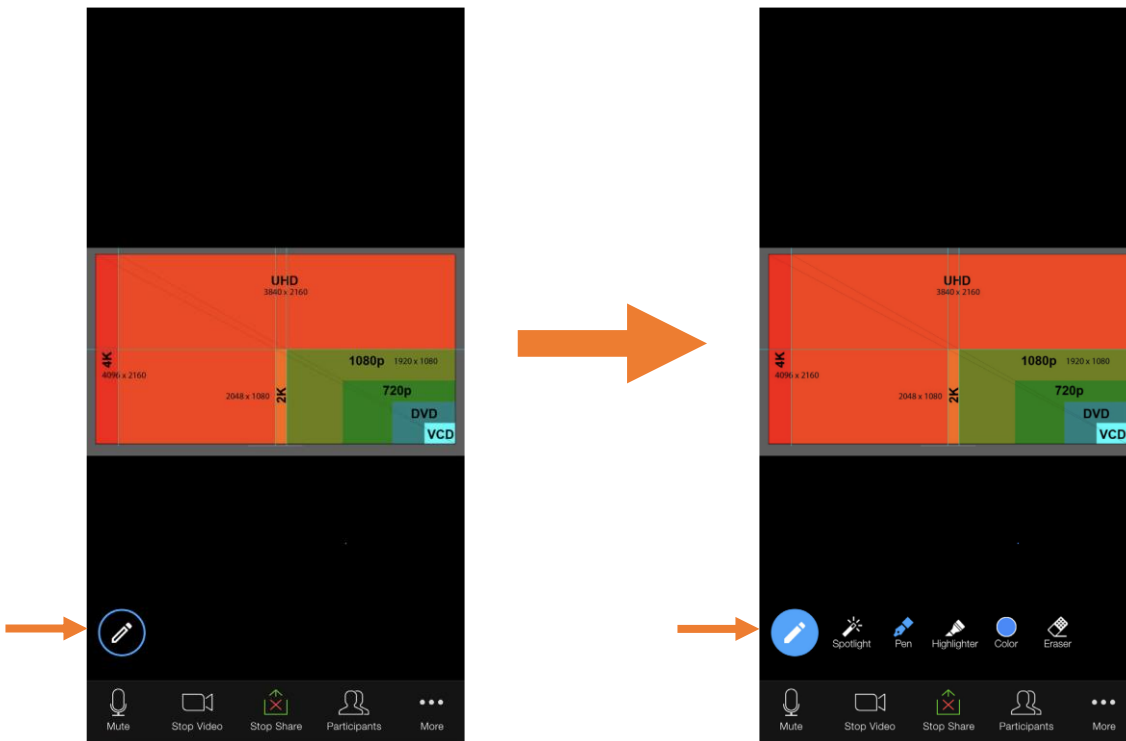 UHD
3840 x 2160
4K
4096 x 2160
1080p 1920 x 1080
720p
2048 x 1080
2K
DVD
VCD
Mute
Stop Video
Stop Share
Participants
More
UHD
3840 x 2160
4K
4096 x 2160
1080p 1920 x 1080
720p
2048 x 1080
2K
DVD
VCD
Spotlight
Pen
Highlighter
Color
Eraser
Mute
Stop Video
Stop Share
Participants
More